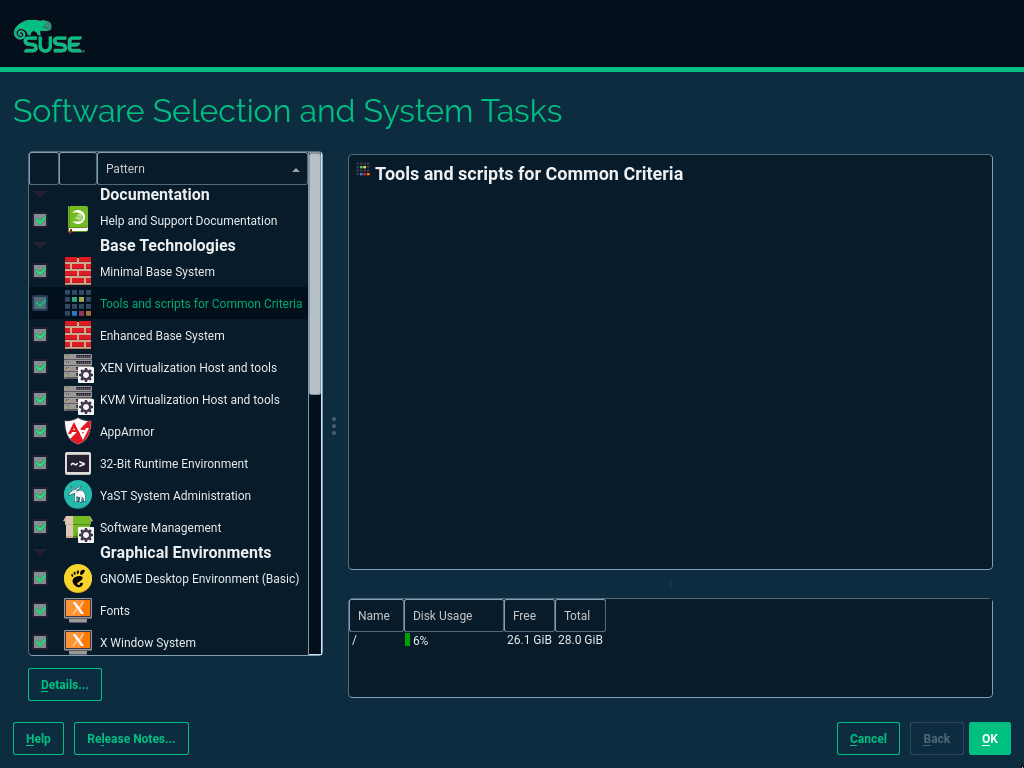 SUSE
Software Selection and System Tasks
Pattern
Documentation
Help and Support Documentation
Base Technologies
Minimal Base System
Tools and scripts for Common Criteria
Enhanced Base System
XEN Virtualization Host and tools
KVM Virtualization Host and tools
AppArmor
~>
32-Bit Runtime Environment
YaST System Administration
Software Management
Graphical Environments
GNOME Desktop Environment (Basic)
X
Fonts
X
X Window System
Details...
Tools and scripts for Common Criteria
Name Disk Usage Free Total
/ 6% 26.1 GiB 28.0 GiB
Help Release Notes... Cancel Back OK